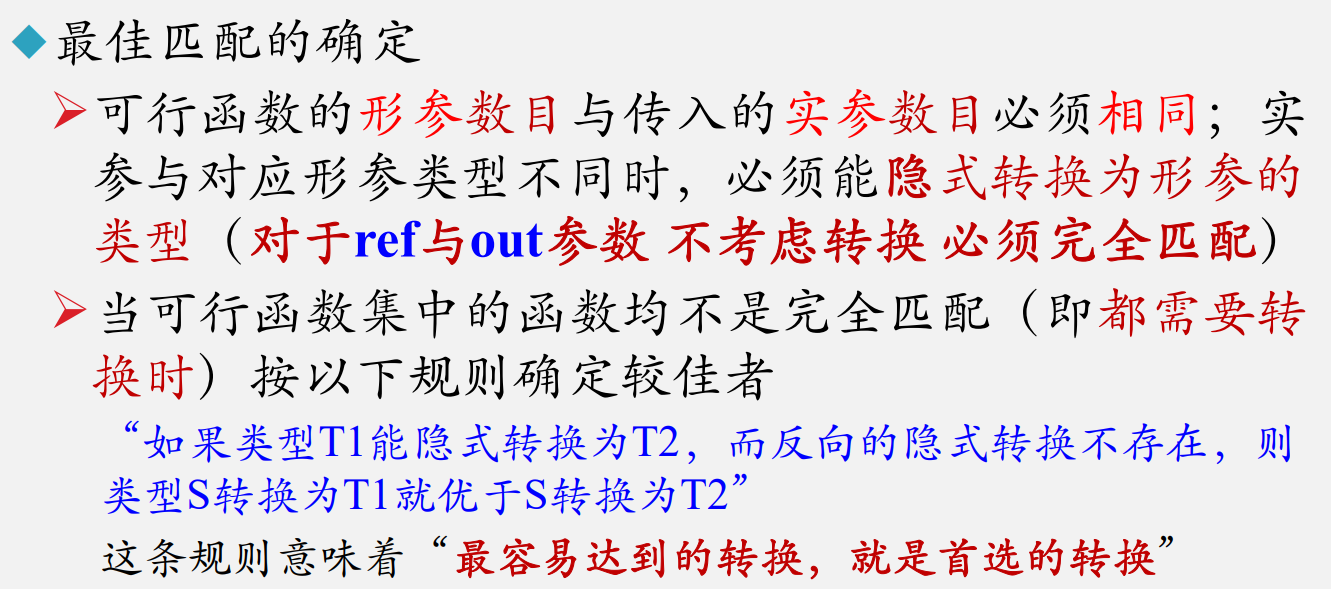 最佳匹配的确定
可行函数的形参数目与传入的实参数目必须相同；实
参与对应形参类型不同时，必须能隐式转换为形参的
类型（对于ref与out参数 不考虑转换 必须完全匹配）
当可行函数集中的函数均不是完全匹配（即都需要转
换时）按以下规则确定较佳者
“如果类型T1能隐式转换为T2，而反向的隐式转换不存在，则
类型S转换为T1就优于S转换为T2”
这条规则意味着“最容易达到的转换，就是首选的转换”